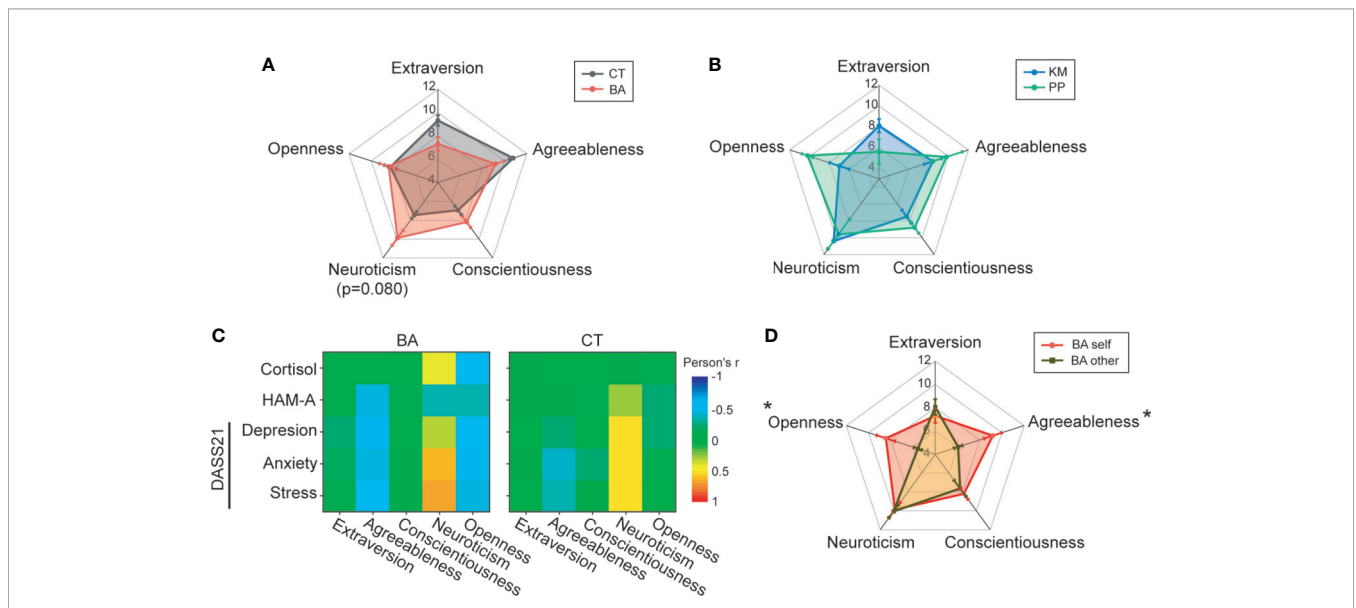 A
Extraversion
12
10
8
6
4
CT
BA
Openness
Agreeableness
Neuroticism
(p=0.080)
Conscientiousness
B
Extraversion
12
10
8
6
4
KM
PP
Openness
Agreeableness
Neuroticism
Conscientiousness
C
BA
CT
Person's r
Cortisol
HAM-A
Depresion
Anxiety
Stress
DASS21
-1
-0.5
0
0.5
1
Extraversion
Agreeableness
Conscientiousness
Neuroticism
Openness
Extraversion
Agreeableness
Conscientiousness
Neuroticism
Openness
D
Extraversion
12
10
8
6
4
BA self
BA other
*
Openness
Agreeableness*
Neuroticism
Conscientiousness